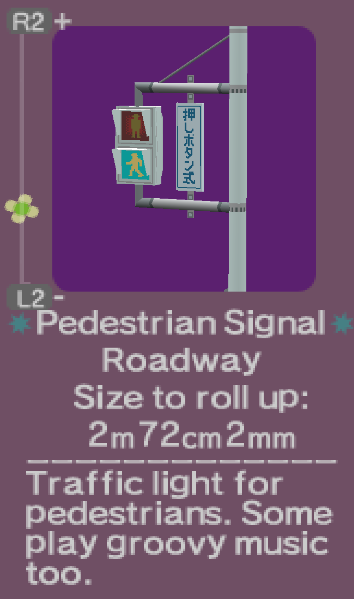 R2 +
押しボタン式
L2 -
Pedestrian Signal
Roadway
Size to roll up:
2m72cm2mm
Traffic light for
pedestrians. Some
play groovy music
too.